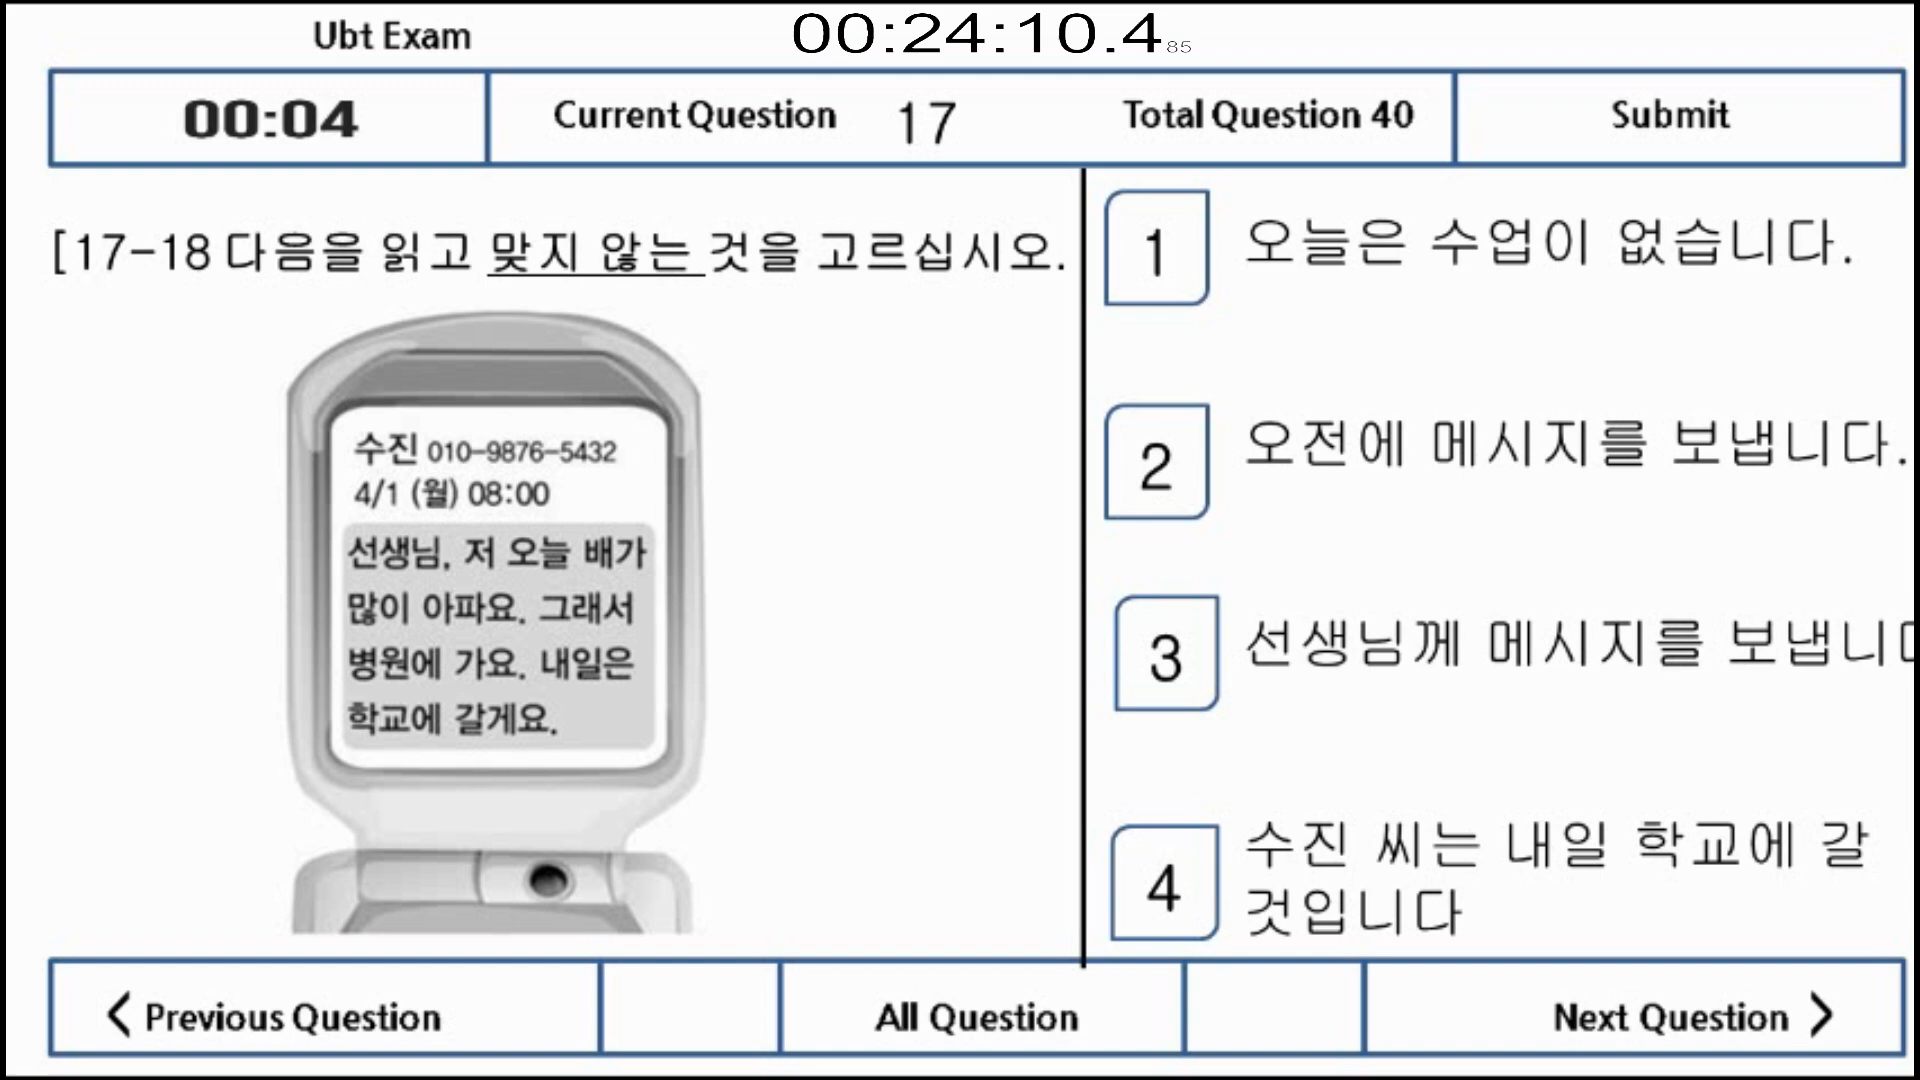 Ubt Exam
00:24:10.485
00:04
Current Question 17
Total Question 40
Submit
[17-18 다음을 읽고 맞지 않는 것을 고르십시오.
수진 010-9876-5432
4/1 (월) 08:00
선생님, 저 오늘 배가
많이 아파요. 그래서
병원에 가요. 내일은
학교에 갈게요.
1 오늘은 수업이 없습니다.
2 오전에 메시지를 보냅니다.
3 선생님께 메시지를 보냅니
4 수진 씨는 내일 학교에 갈
것입니다
Previous Question
All Question
Next Question